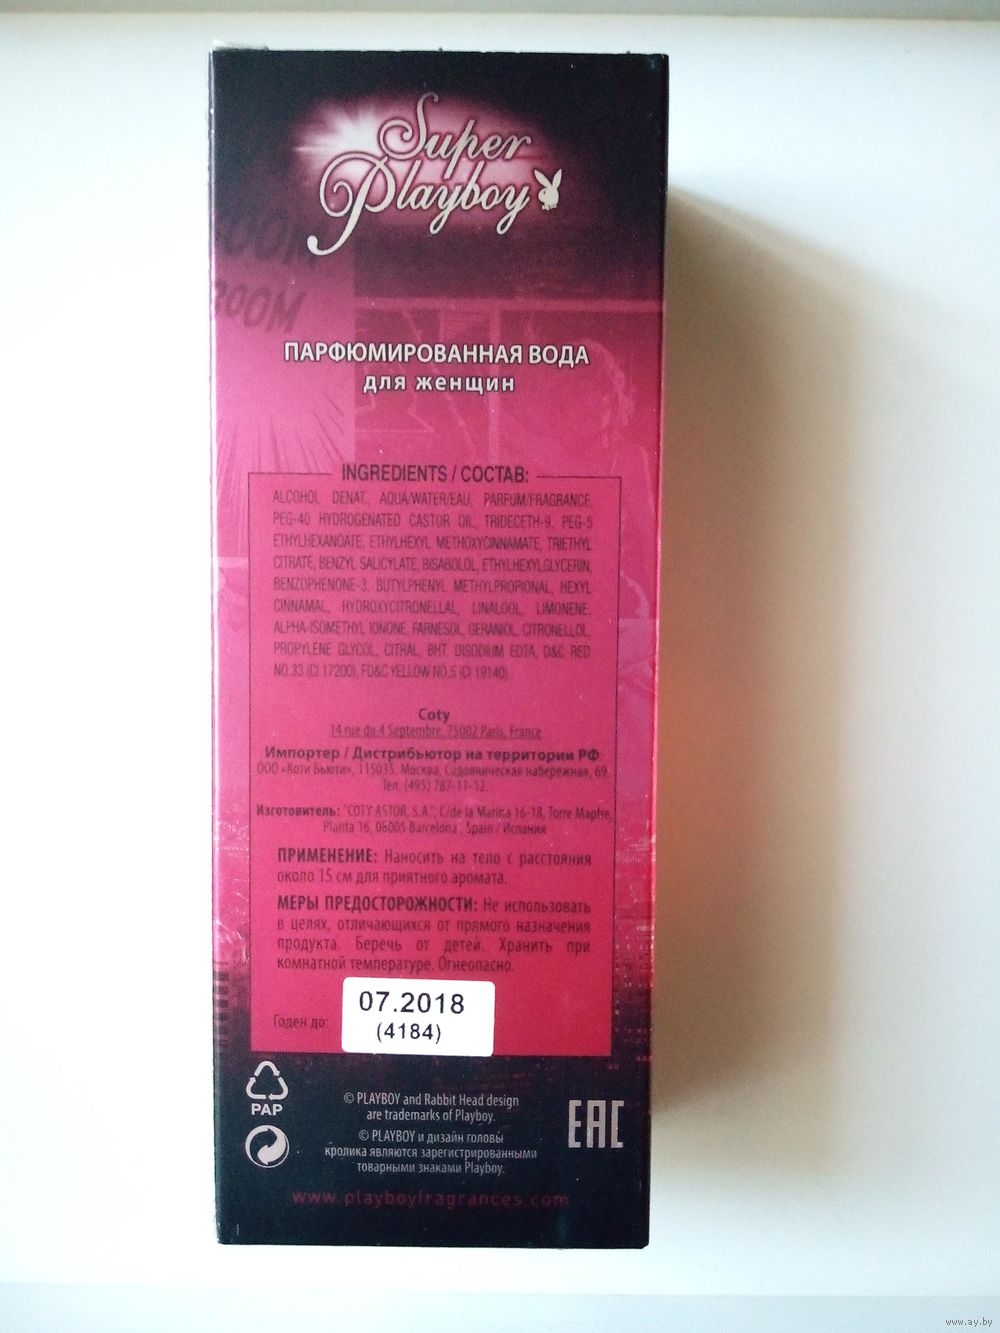 Super
Playboy
BOOM
ПАРФЮМИРОВАННАЯ ВОДА
для женщин
INGREDIENTS / СОСТАВ:
ALCOHOL DENAT., AQUA/WATER/EAU, PARFUM/FRAGRANCE,
PEG-40 HYDROGENATED CASTOR OIL, TRIDECETH-9, PEG-5
ETHYLHEXANOATE, ETHYLHEXYL METHOXYCINNAMATE, TRIETHYL
CITRATE, BENZYL SALICYLATE, BISABOLOL, ETHYLHEXYLGLYCERIN,
BENZOPHENONE-3, BUTYLPHENYL METHYLPROPIONAL, HEXYL
CINNAMAL, HYDROXYCITRONELLAL, LINALOOL, LIMONENE,
ALPHA-ISOMETHYL IONONE, FARNESOL, GERANIOL, CITRONELLOL,
PROPYLENE GLYCOL, CITRAL, BHT, DISODIUM EDTA, D&C RED
NO.33 (CI 17200), FD&C YELLOW NO.5 (CI 19140).
Coty
14 rue du 4 Septembre, 75002 Paris, France
Импортер / Дистрибьютор на территории РФ:
ООО «Коти Бьюти», 115035, Москва, Садовническая набережная, 69,
Тел. (495) 787-11-12.
Изготовитель: "COTY ASTOR, S.A.", C/de la Marina 16-18, Torre Mapfre,
Planta 16, 08005 Barcelona , Spain / Испания
ПРИМЕНЕНИЕ: Наносить на тело с расстояния
около 15 см для приятного аромата.
МЕРЫ ПРЕДОСТОРОЖНОСТИ: Не использовать
в целях, отличающихся от прямого назначения
продукта. Беречь от детей. Хранить при
комнатной температуре. Огнеопасно.
Годен до: 07.2018
(4184)
PAP
© PLAYBOY and Rabbit Head design
are trademarks of Playboy.
© PLAYBOY и дизайн головы
кролика являются зарегистрированными
товарными знаками Playboy.
EAC
www.playboyfragrances.com
www.ay.by